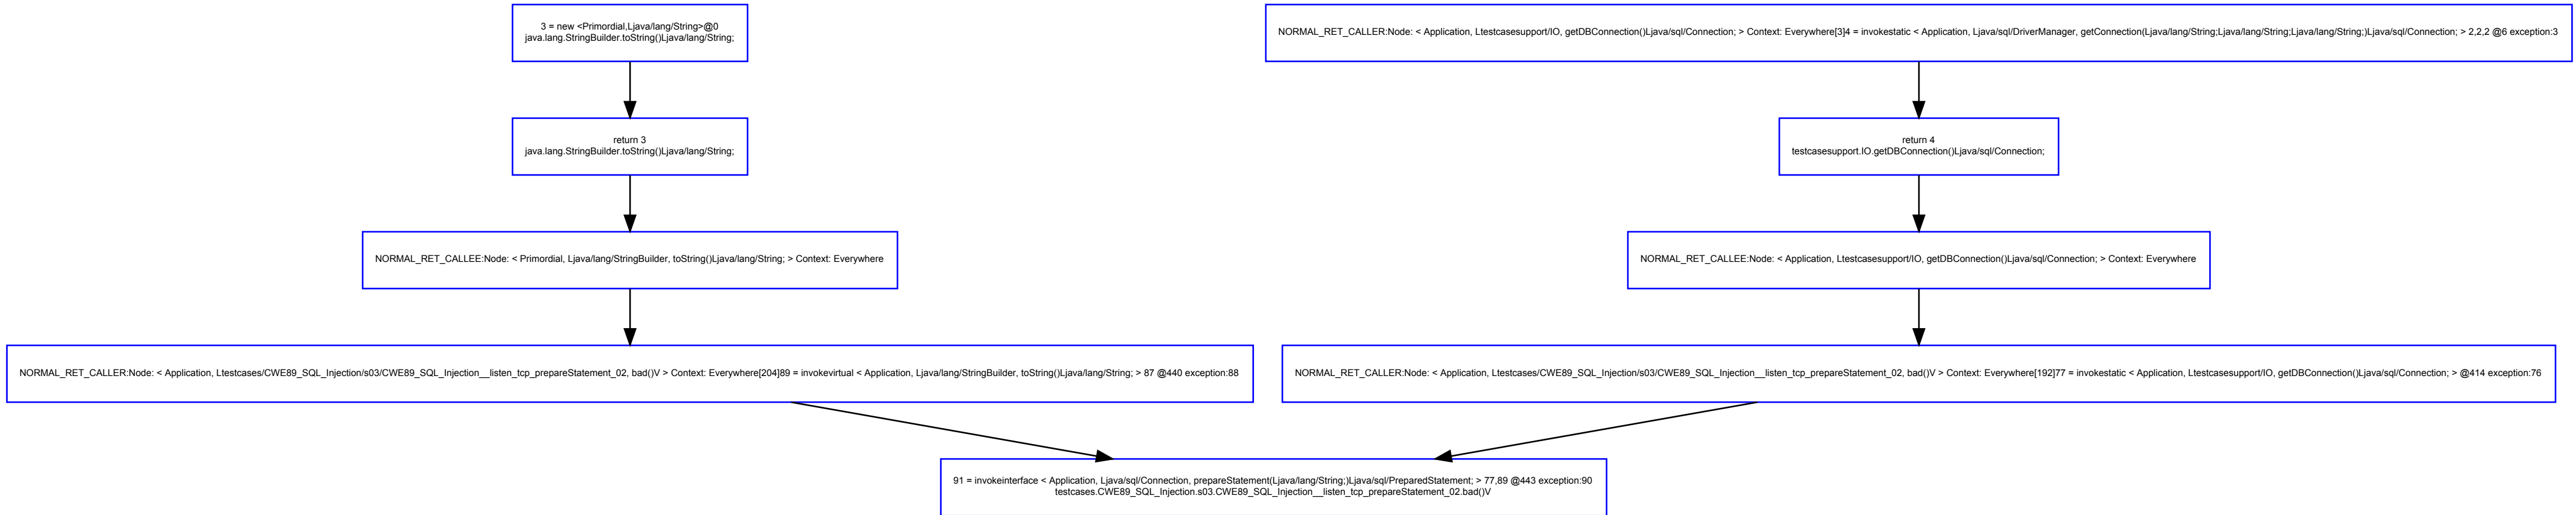 3 = new <Primordial,Ljava/lang/String>@0
java.lang.StringBuilder.toString()Ljava/lang/String;
NORMAL_RET_CALLER:Node: < Application, Ltestcasesupport/IO, getDBConnection()Ljava/sql/Connection; > Context: Everywhere[3]4 = invokestatic < Application, Ljava/sql/DriverManager, getConnection(Ljava/lang/String;Ljava/lang/String;Ljava/lang/String;)Ljava/sql/Connection; > 2,2,2 @6 exception:3
return 3
java.lang.StringBuilder.toString()Ljava/lang/String;
return 4
testcasesupport.IO.getDBConnection()Ljava/sql/Connection;
NORMAL_RET_CALLEE:Node: < Primordial, Ljava/lang/StringBuilder, toString()Ljava/lang/String; > Context: Everywhere
NORMAL_RET_CALLEE:Node: < Application, Ltestcasesupport/IO, getDBConnection()Ljava/sql/Connection; > Context: Everywhere
NORMAL_RET_CALLER:Node: < Application, Ltestcases/CWE89_SQL_Injection/s03/CWE89_SQL_Injection__listen_tcp_prepareStatement_02, bad()V > Context: Everywhere[204]89 = invokevirtual < Application, Ljava/lang/StringBuilder, toString()Ljava/lang/String; > 87 @440 exception:88
NORMAL_RET_CALLER:Node: < Application, Ltestcases/CWE89_SQL_Injection/s03/CWE89_SQL_Injection__listen_tcp_prepareStatement_02, bad()V > Context: Everywhere[192]77 = invokestatic < Application, Ltestcasesupport/IO, getDBConnection()Ljava/sql/Connection; > @414 exception:76
91 = invokeinterface < Application, Ljava/sql/Connection, prepareStatement(Ljava/lang/String;)Ljava/sql/PreparedStatement; > 77,89 @443 exception:90
testcases.CWE89_SQL_Injection.s03.CWE89_SQL_Injection__listen_tcp_prepareStatement_02.bad()V